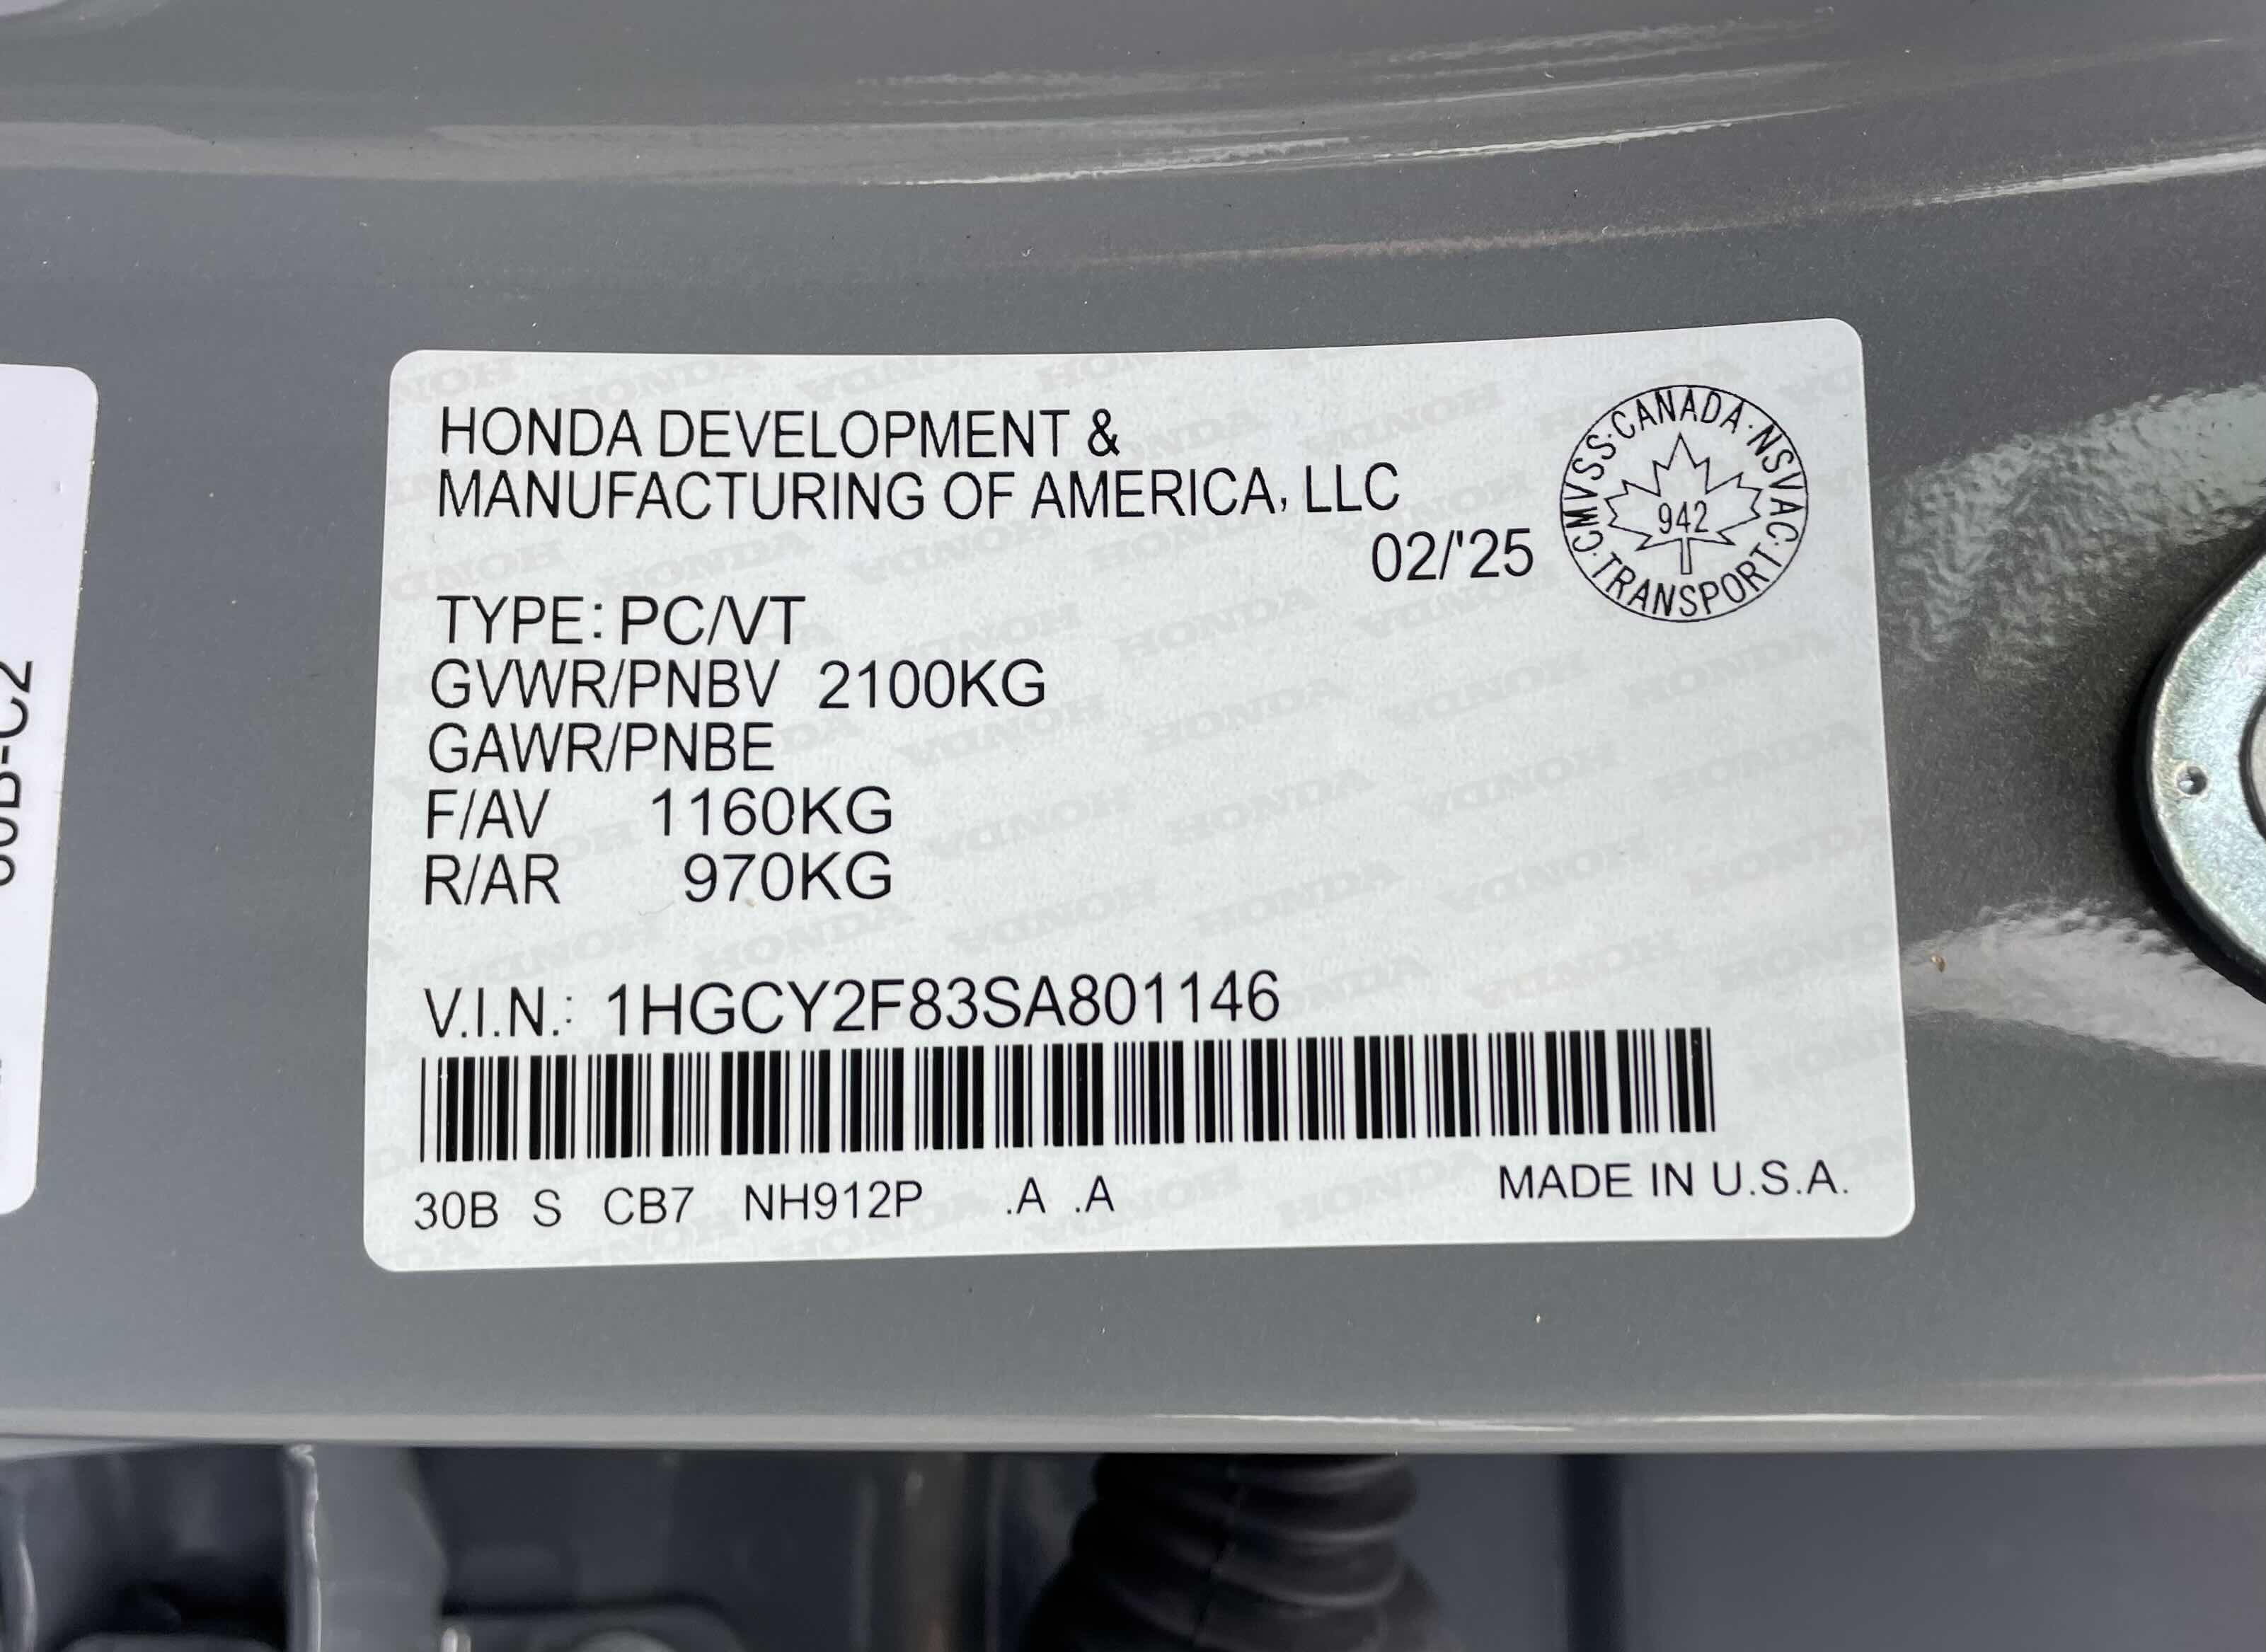 HONDA DEVELOPMENT &
MANUFACTURING OF AMERICA, LLC
02/'25
CMVSS·CANADA·NSVAC·TRANSPORT·
942
TYPE: PC/VT
GVWR/PNBV 2100KG
GAWR/PNBE
F/AV 1160KG
R/AR 970KG
V.I.N.: 1HGCY2F83SA801146
30B S CB7 NH912P .A .A
MADE IN U.S.A.